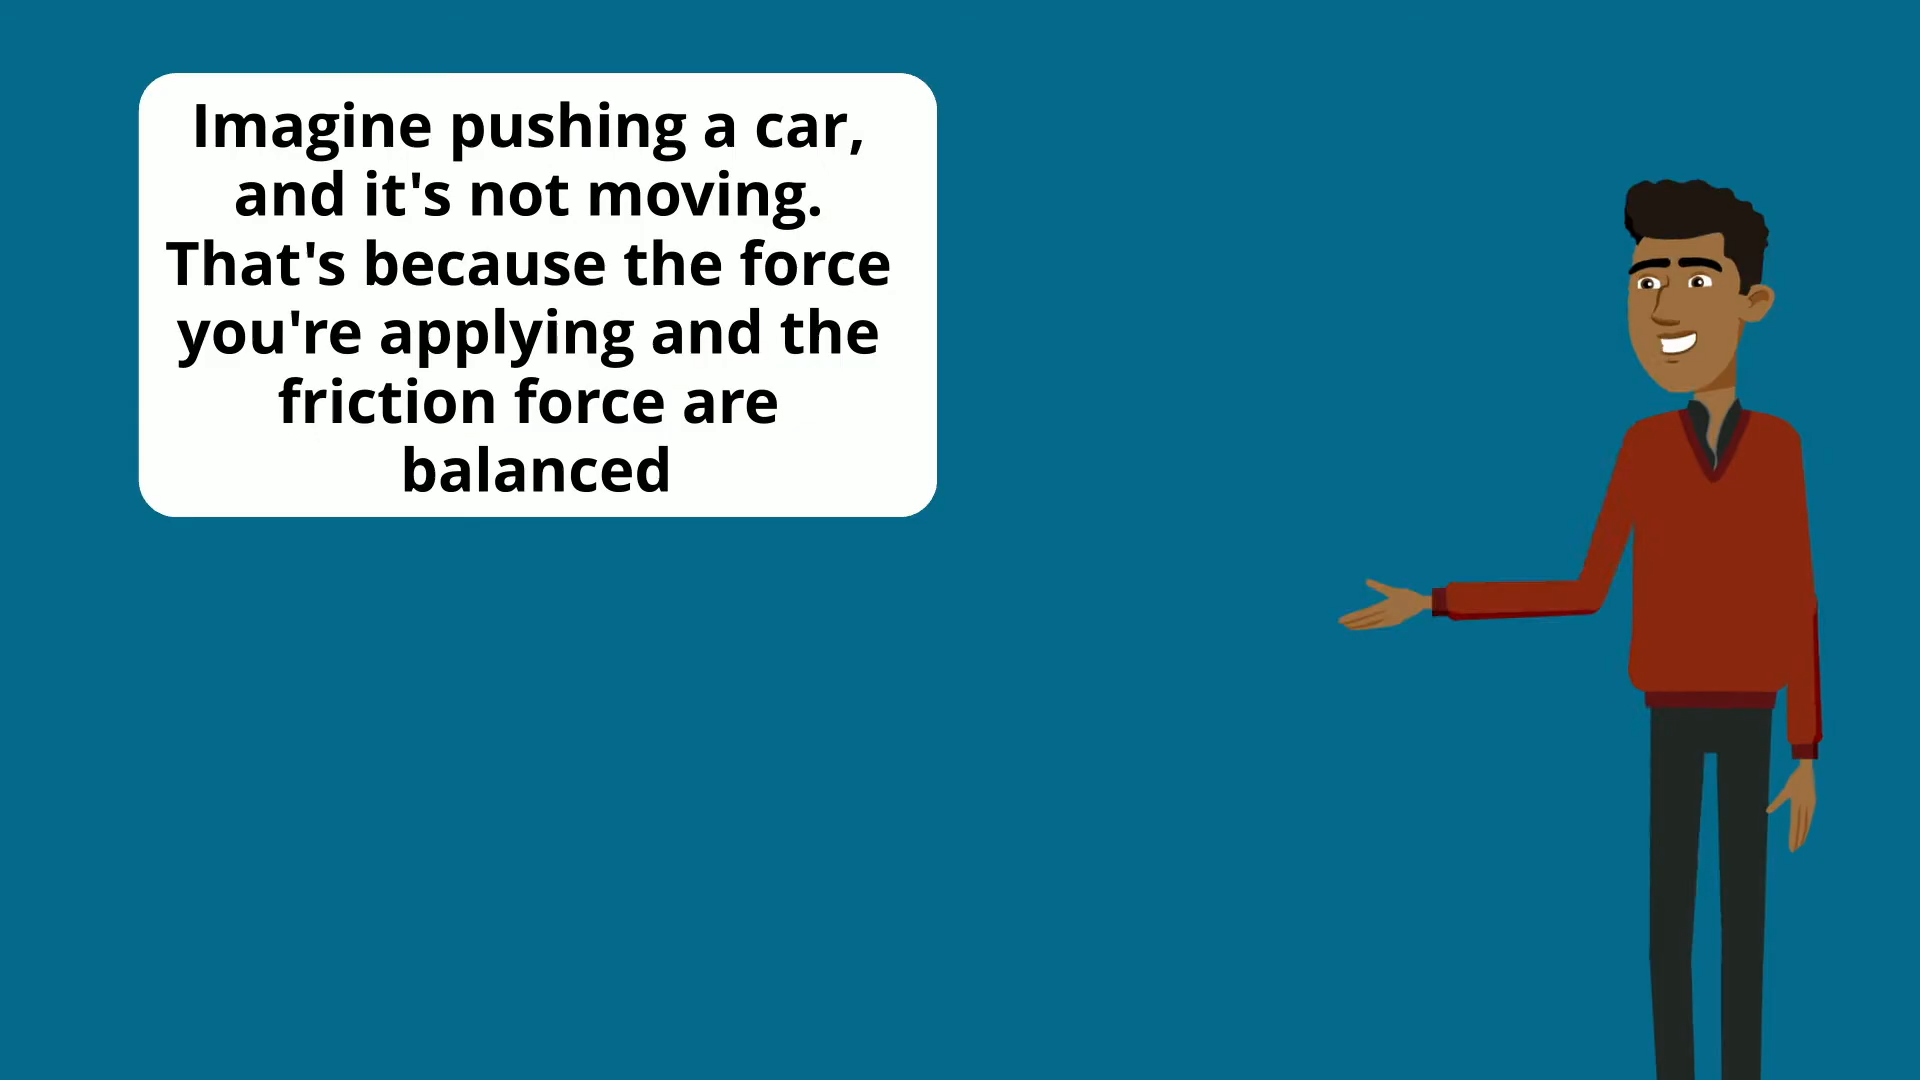 Imagine pushing a car,
and it's not moving.
That's because the force
you're applying and the
friction force are
balanced